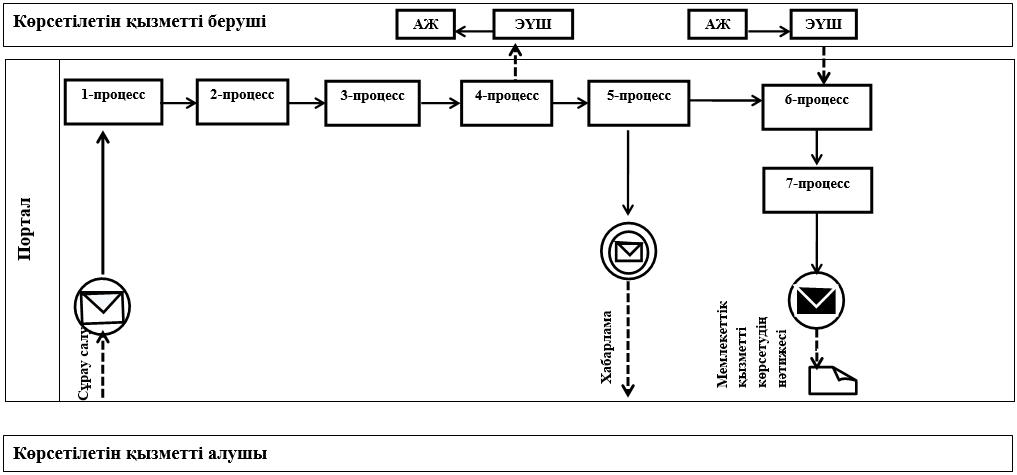 Көрсетілетін қызметті беруші
АЖ
ЭҮШ
АЖ
ЭҮШ
Портал
1-процесс
2-процесс
3-процесс
4-процесс
5-процесс
6-процесс
7-процесс
Сұрау салу
Хабарлама
Мемлекеттік
қызметті
көрсетудің
нәтижесі
Көрсетілетін қызметті алушы